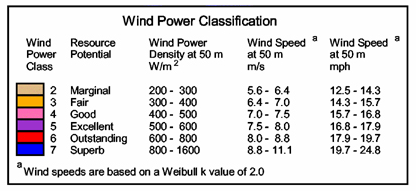 Wind Power Classification
Wind Resource Wind Power Wind Speed a Wind Speed a
Power Potential Density at 50 m at 50 m at 50 m
Class W/m 2 m/s mph
2 Marginal 200 - 300 5.6 - 6.4 12.5 - 14.3
3 Fair 300 - 400 6.4 - 7.0 14.3 - 15.7
4 Good 400 - 500 7.0 - 7.5 15.7 - 16.8
5 Excellent 500 - 600 7.5 - 8.0 16.8 - 17.9
6 Outstanding 600 - 800 8.0 - 8.8 17.9 - 19.7
7 Superb 800 - 1600 8.8 - 11.1 19.7 - 24.8
a Wind speeds are based on a Weibull k value of 2.0